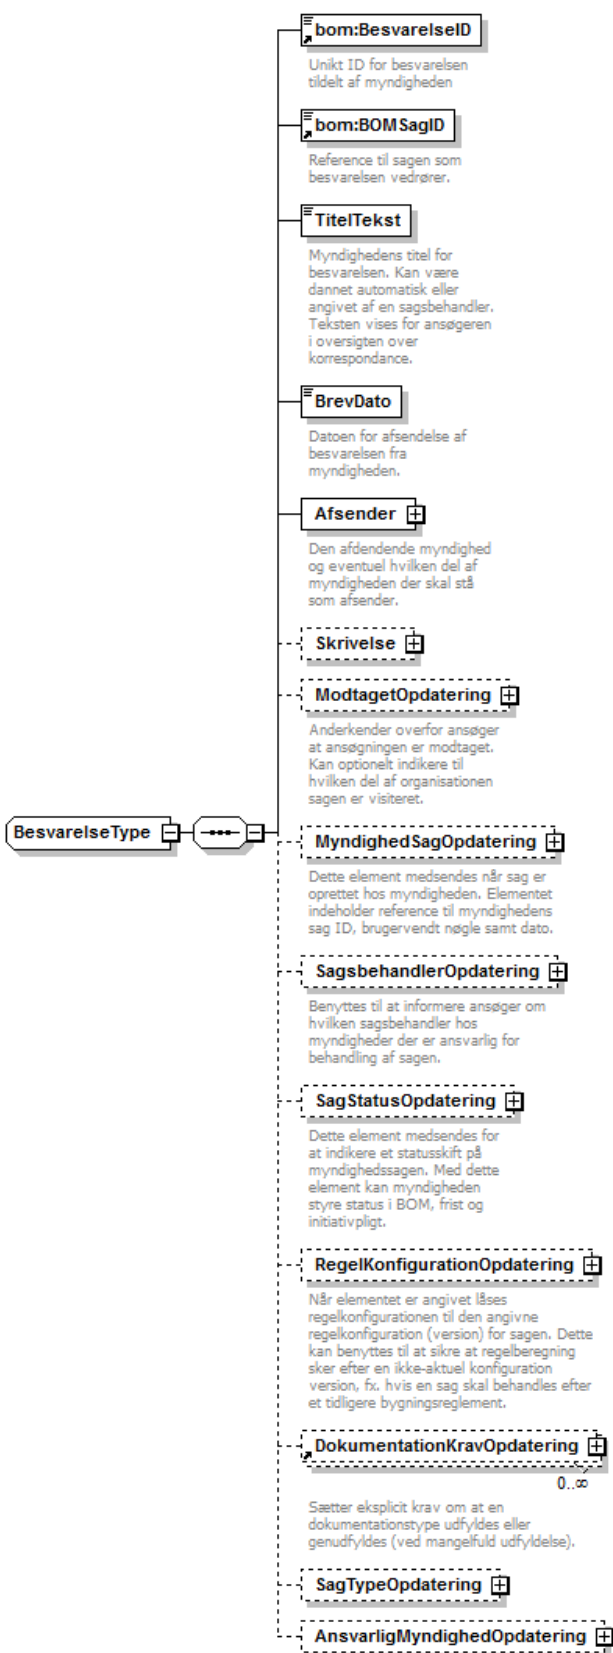 bom:BesvarelseID
Unikt ID for besvarelsen
tildelt af myndigheden
bom:BOMSagID
Reference til sagen som
besvarelsen vedrører.
TitelTekst
Myndighedens titel for
besvarelsen. Kan være
dannet automatisk eller
angivet af en sagsbehandler.
Teksten vises for ansøgeren
i oversigten over
korrespondance.
BrevDato
Datoen for afsendelse af
besvarelsen fra
myndigheden.
Afsender
Den afdendende myndighed
og eventuel hvilken del af
myndigheden der skal stå
som afsender.
Skrivelse
ModtagetOpdatering
Anderkender overfor ansøger
at ansøgningen er modtaget.
Kan optionelt indikere til
hvilken del af organisationen
sagen er visiteret.
BesvarelseType
MyndighedSagOpdatering
Dette element medsendes når sag er
oprettet hos myndigheden. Elementet
indeholder reference til myndighedens
sag ID, brugervendt nøgle samt dato.
SagsbehandlerOpdatering
Benyttes til at informere ansøger om
hvilken sagsbehandler hos
myndigheder der er ansvarlig for
behandling af sagen.
SagStatusOpdatering
Dette element medsendes for
at indikere et statusskift på
myndighedssagen. Med dette
element kan myndigheden
styre status i BOM, frist og
initiativpligt.
RegelKonfigurationOpdatering
Når elementet er angivet låses
regelkonfigurationen til den angivne
regelkonfiguration (version) for sagen. Dette
kan benyttes til at sikre at regelberegning
sker efter en ikke-aktuel konfiguration
version, fx. hvis en sag skal behandles efter
et tidligere bygningsreglement.
DokumentationKravOpdatering
0..∞
Sætter eksplicit krav om at en
dokumentationstype udfyldes eller
genudfyldes (ved mangelfuld udfyldelse).
SagTypeOpdatering
AnsvarligMyndighedOpdatering